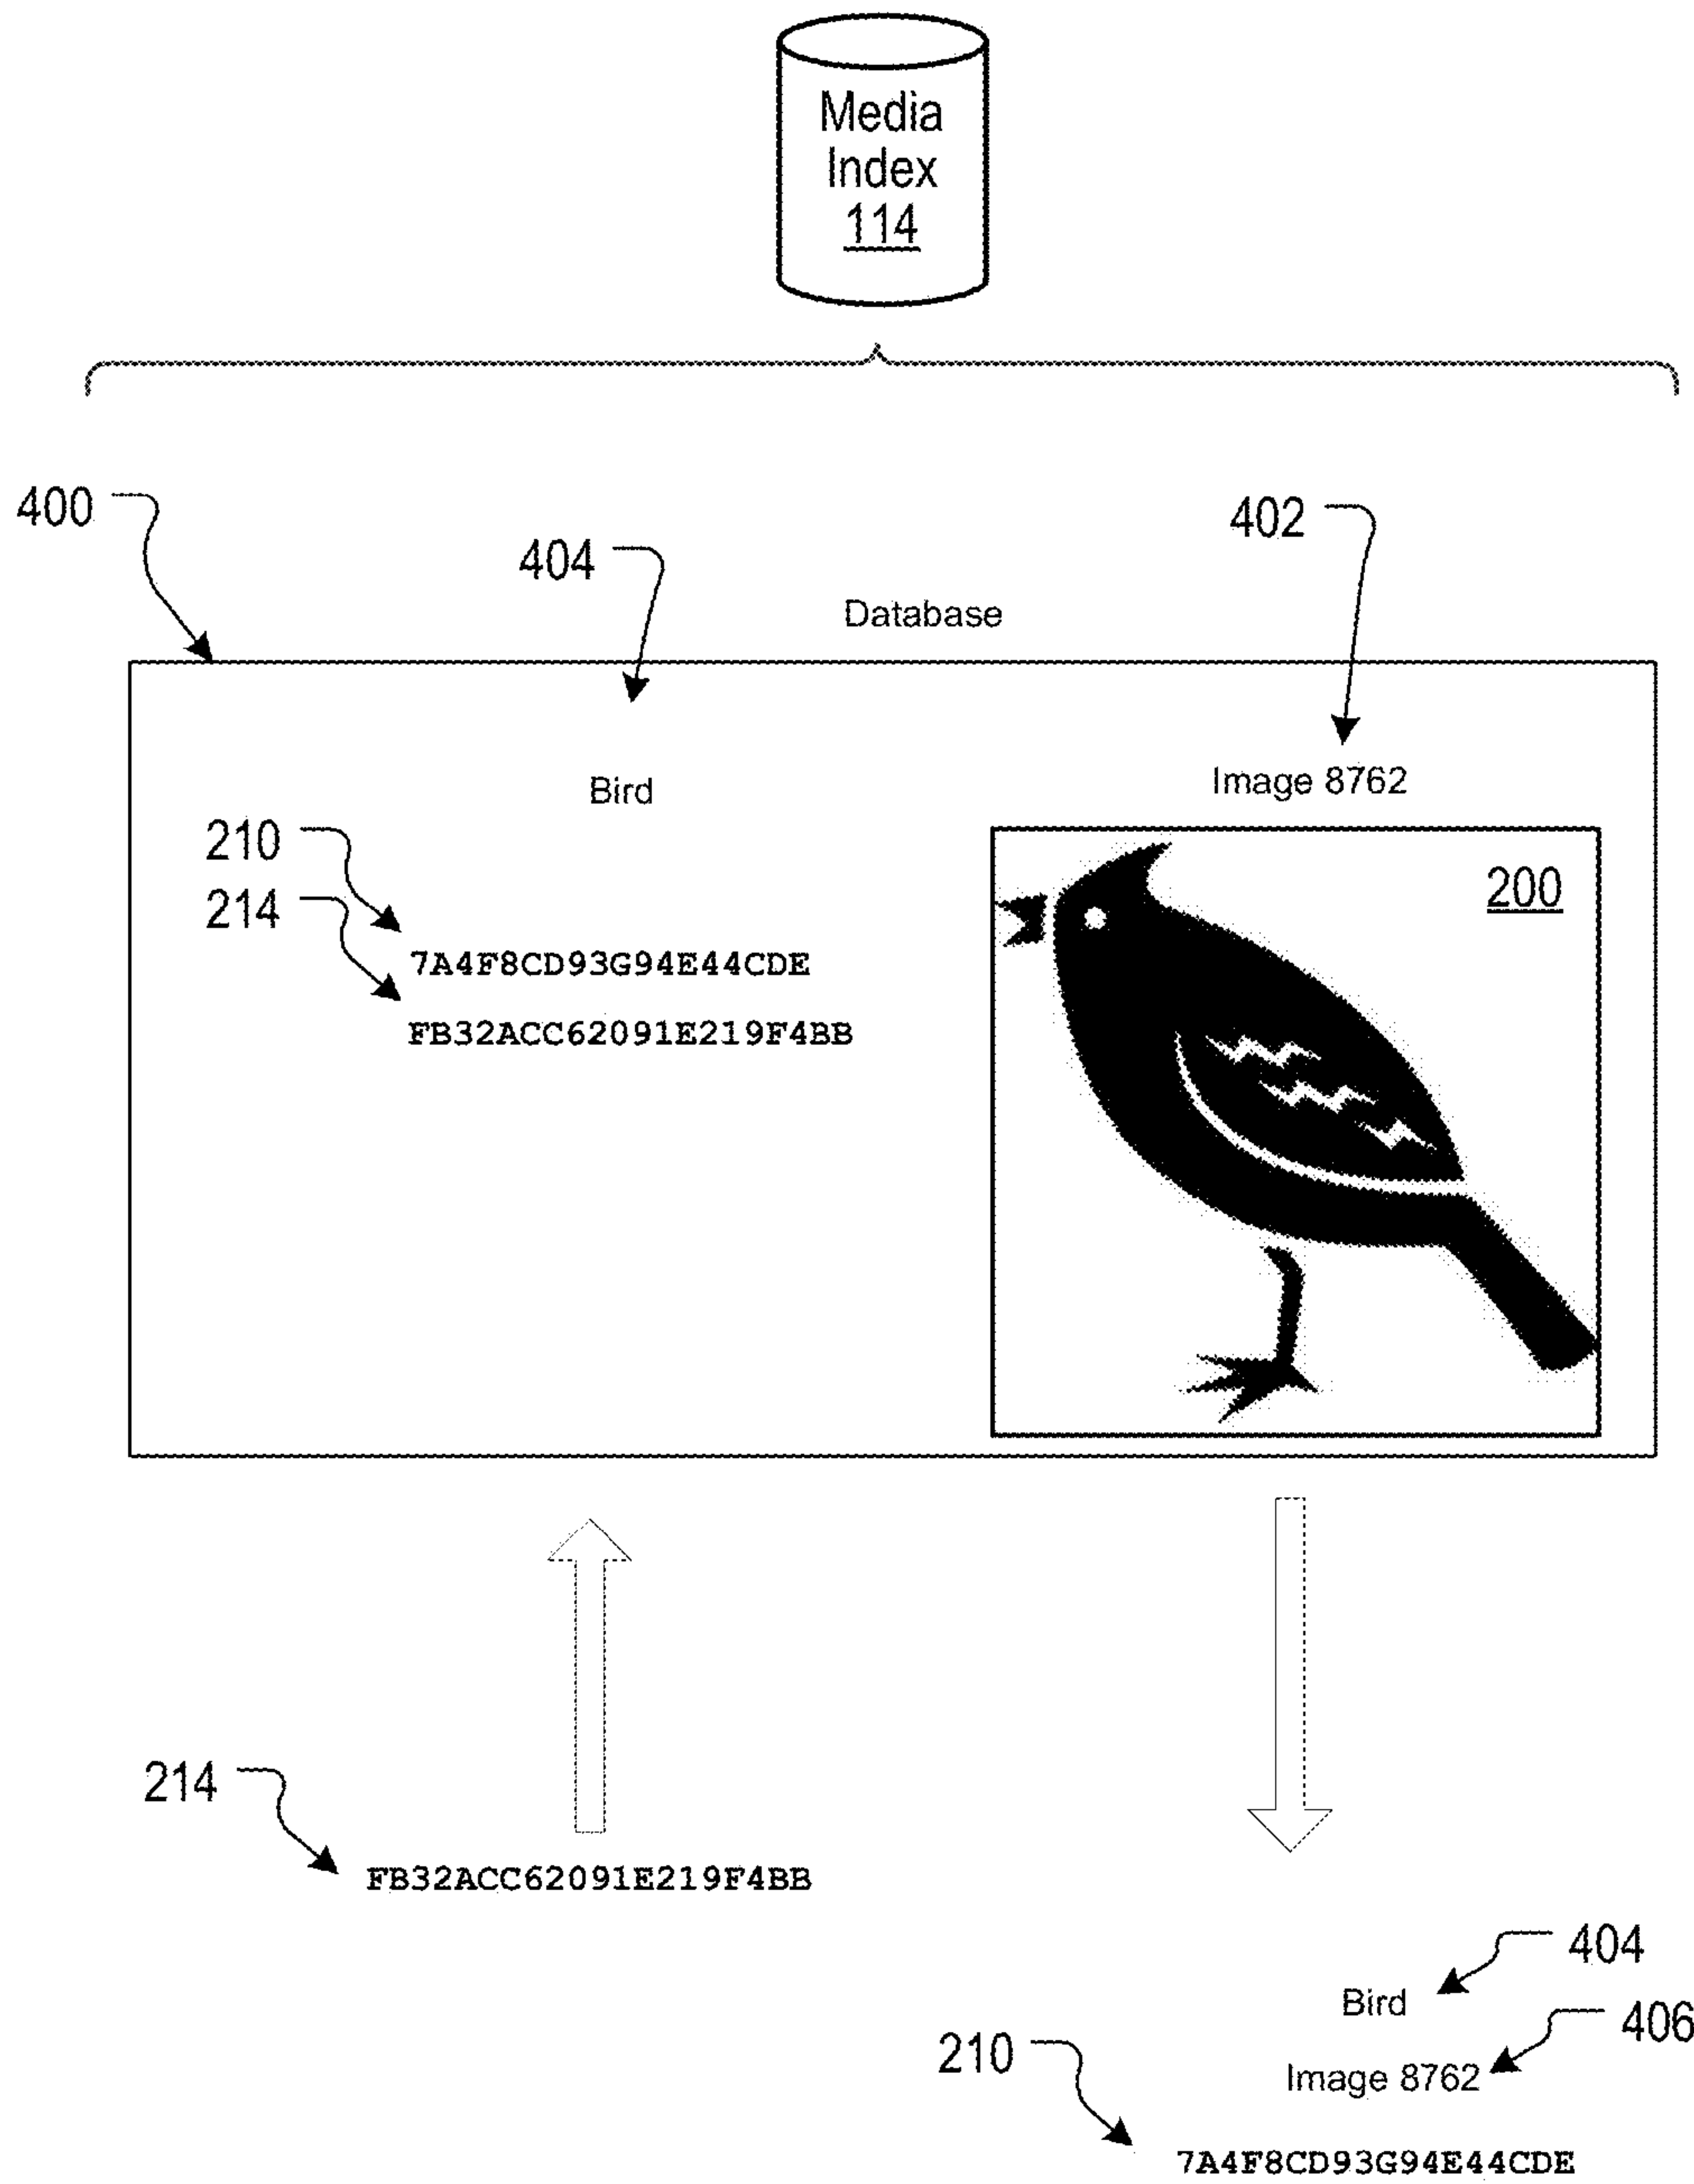 Media
Index
114
400
404
402
Database
Bird
Image 8762
210
200
214
7A4F8CD93G94E44CDE
FB32ACC62091E219F4BB
214
FB32ACC62091E219F4BB
404
Bird
406
210
Image 8762
7A4F8CD93G94E44CDE